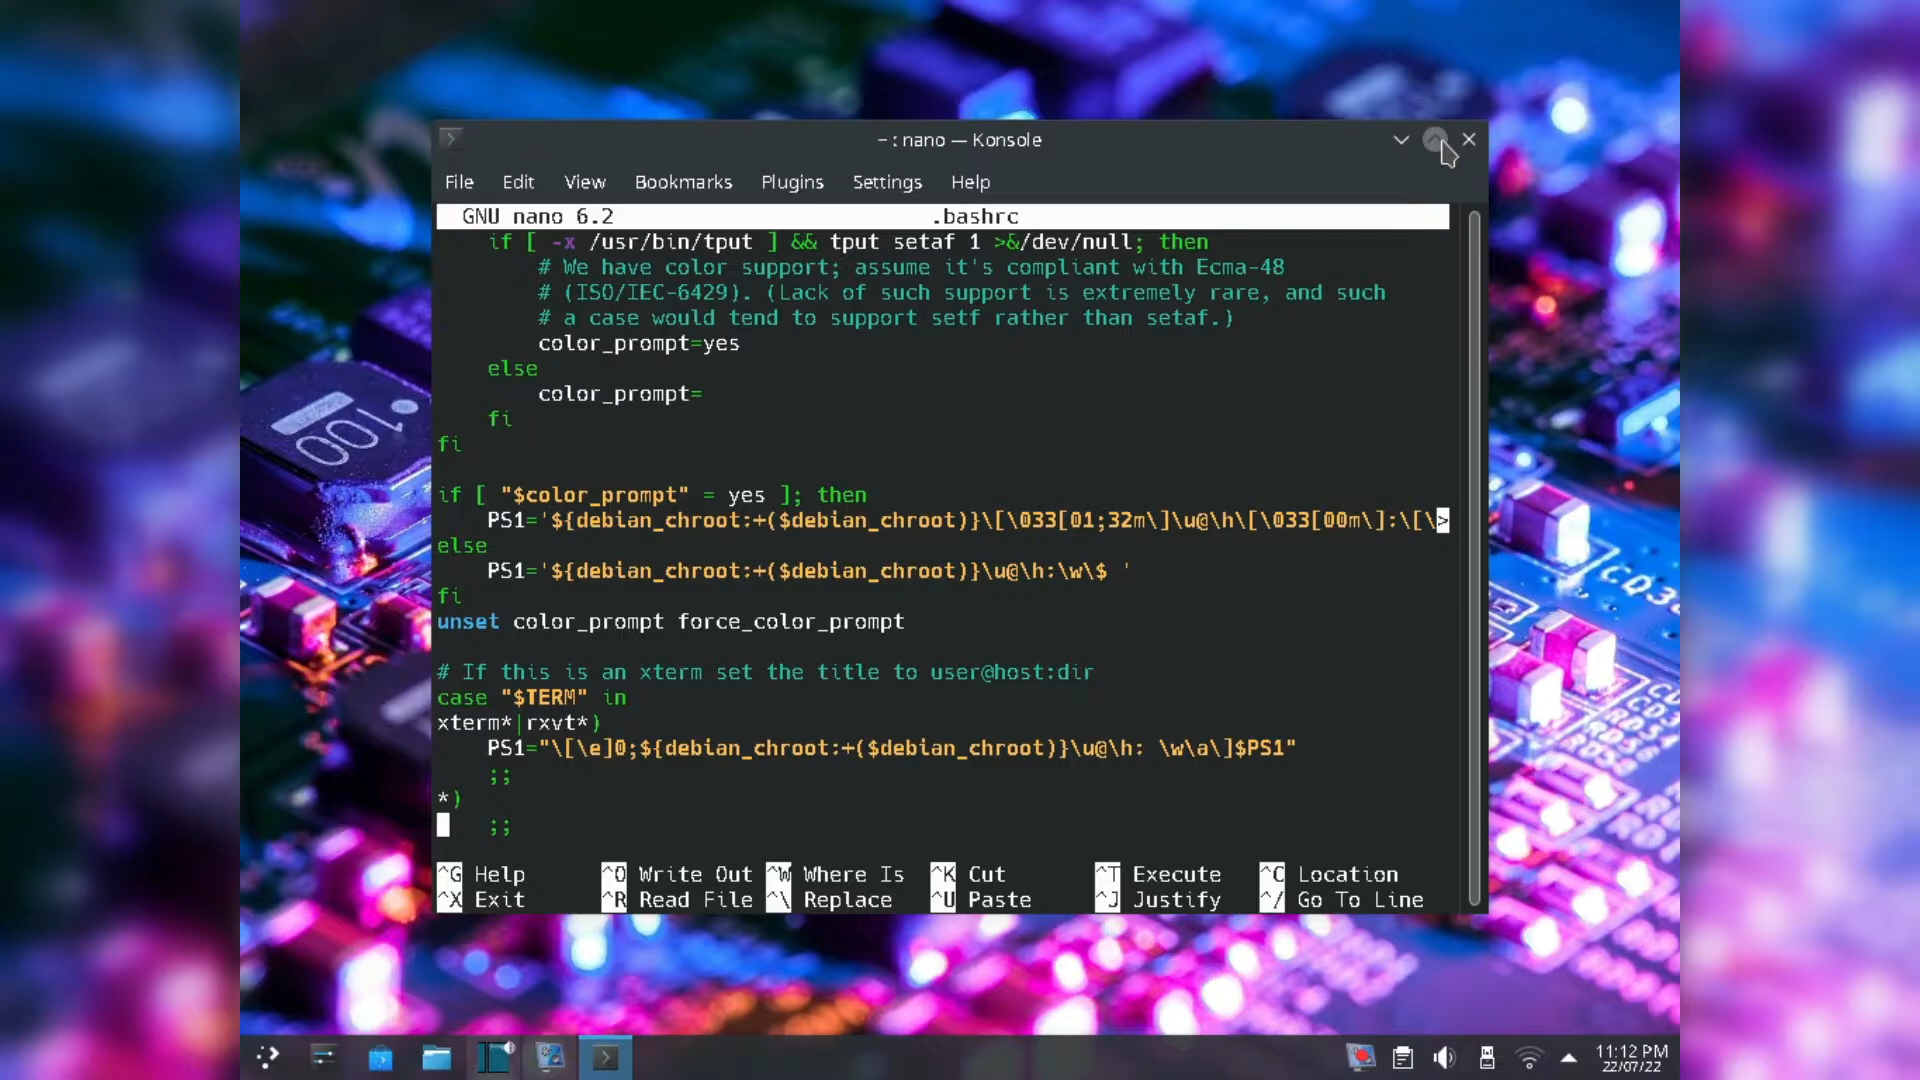 ~ : nano — Konsole
File Edit View Bookmarks Plugins Settings Help
GNU nano 6.2 .bashrc
if [ -x /usr/bin/tput ] && tput setaf 1 >&/dev/null; then
# We have color support; assume it's compliant with Ecma-48
# (ISO/IEC-6429). (Lack of such support is extremely rare, and such
# a case would tend to support setf rather than setaf.)
color_prompt=yes
else
color_prompt=
fi
fi
if [ "$color_prompt" = yes ]; then
PS1='${debian_chroot:+($debian_chroot)}\[\033[01;32m\]\u@\h\[\033[00m\]:\[\>
else
PS1='${debian_chroot:+($debian_chroot)}\u@\h:\w\$ '
fi
unset color_prompt force_color_prompt
# If this is an xterm set the title to user@host:dir
case "$TERM" in
xterm*|rxvt*)
PS1="\[\e]0;${debian_chroot:+($debian_chroot)}\u@\h: \w\a\]$PS1"
;;
*)
;;
^G Help ^O Write Out ^W Where Is ^K Cut ^T Execute ^C Location
^X Exit ^R Read File ^\ Replace ^U Paste ^J Justify ^/ Go To Line
100
11:12 PM
22/07/22